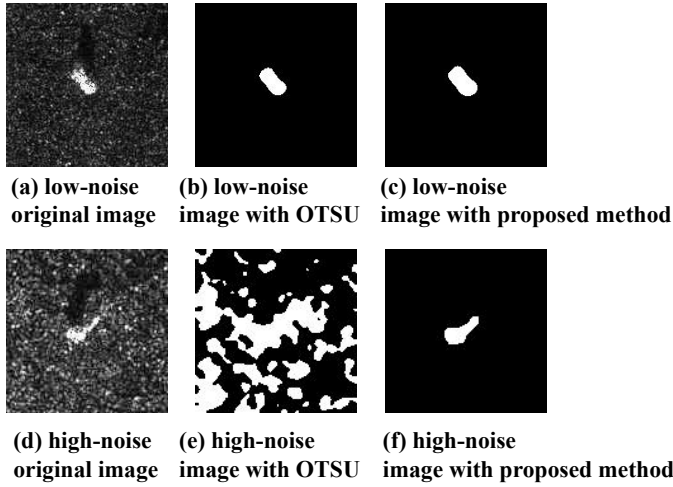 (a) low-noise
original image
(b) low-noise
image with OTSU
(c) low-noise
image with proposed method
(d) high-noise
original image
(e) high-noise
image with OTSU
(f) high-noise
image with proposed method